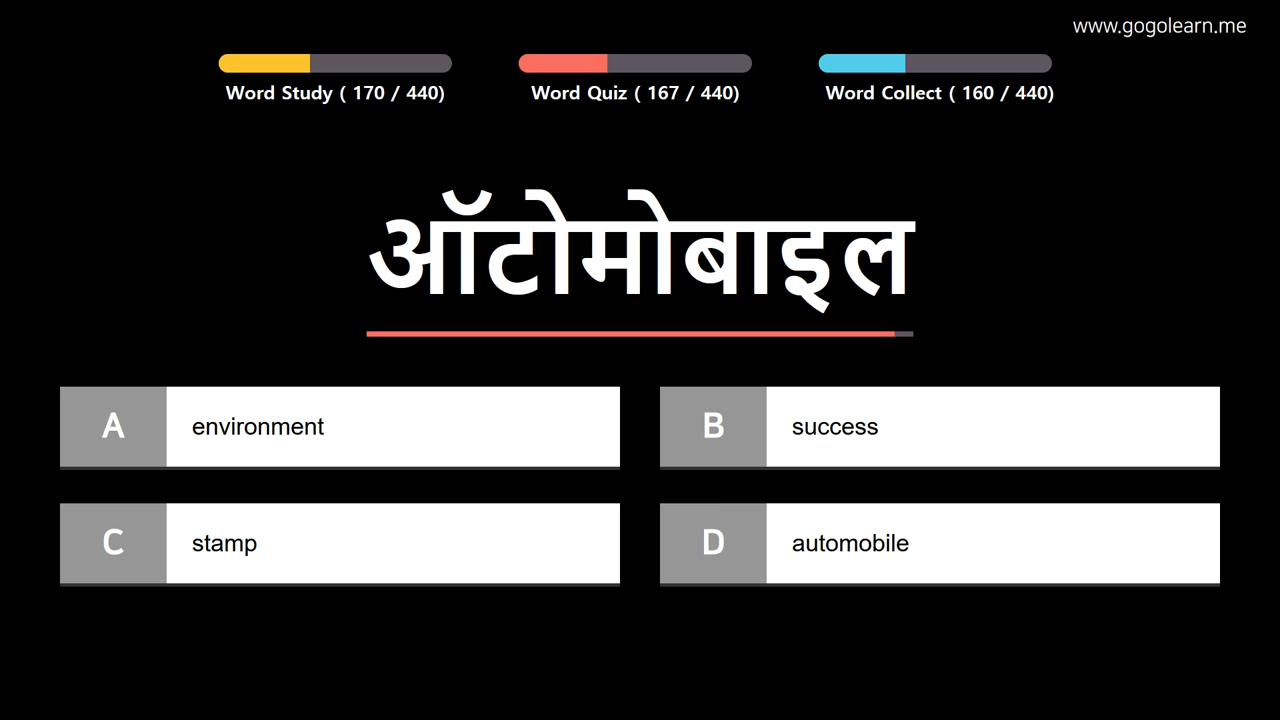 www.gogolearn.me
Word Study ( 170 / 440)
Word Quiz ( 167 / 440)
Word Collect ( 160 / 440)
ऑटोमोबाइल
A environment
B success
C stamp
D automobile